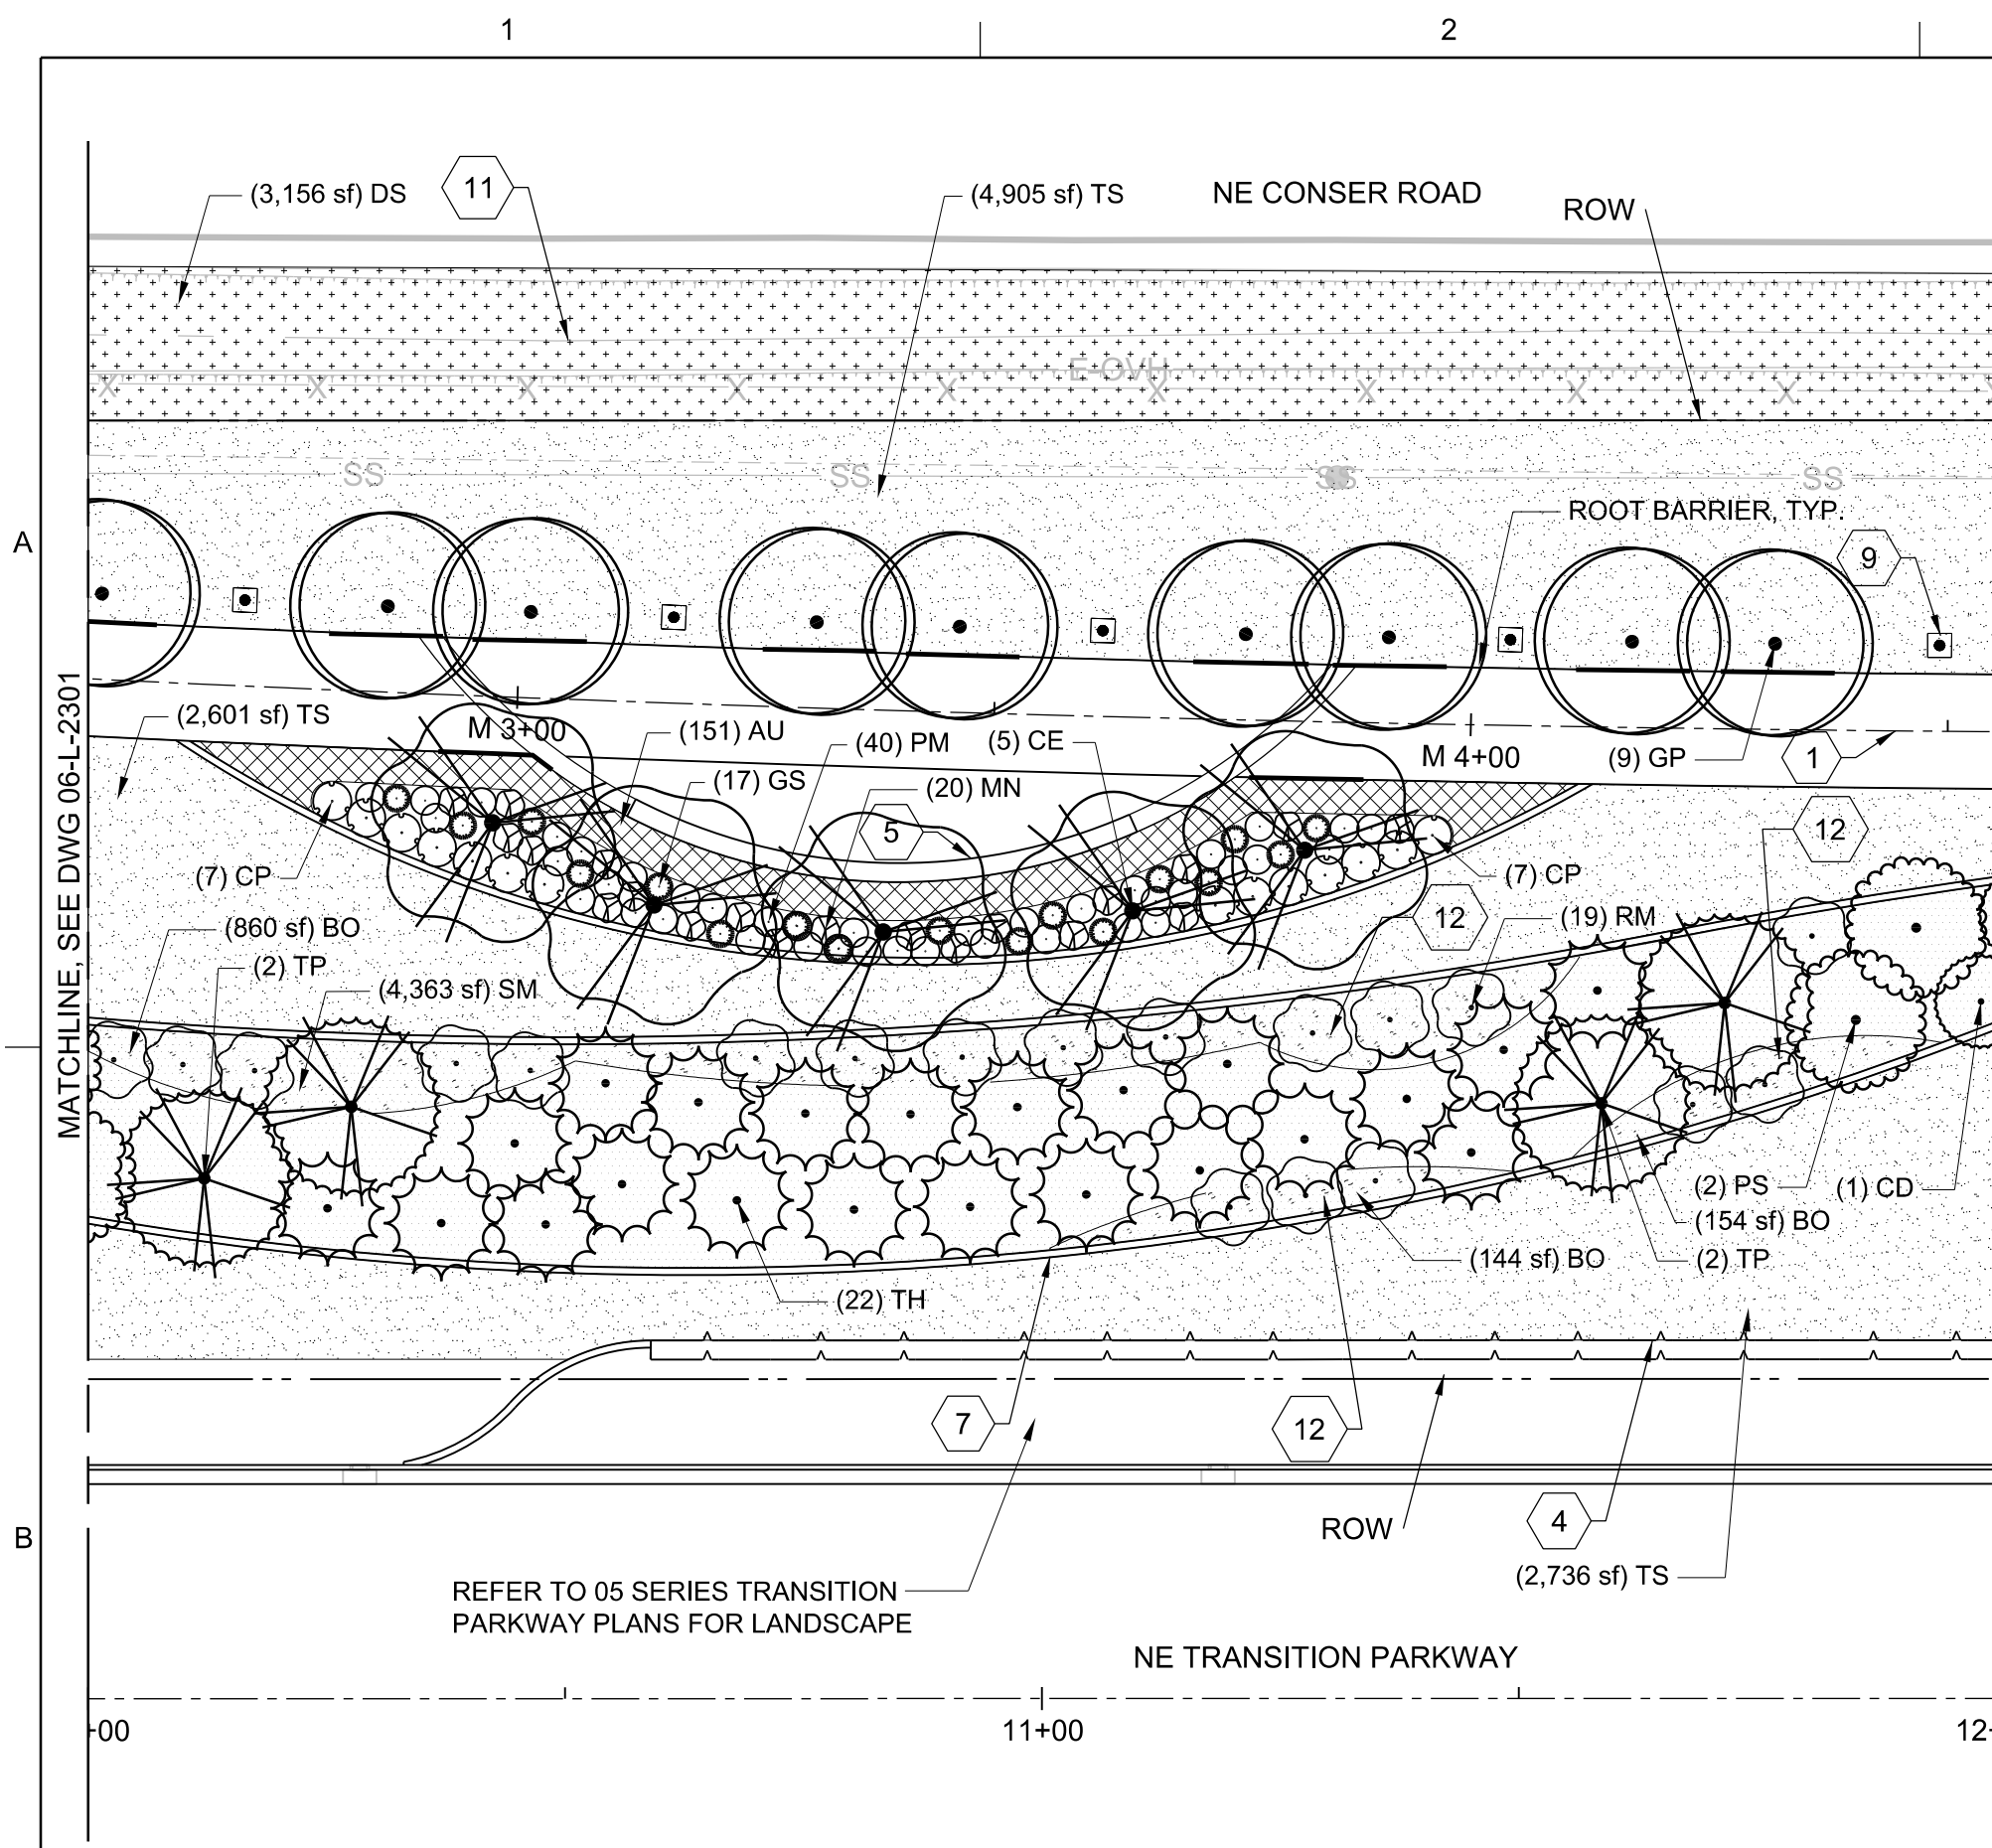 1
2
(3,156 sf) DS
11
(4,905 sf) TS
NE CONSER ROAD
ROW
E-OVH
X X X X X X X X X
SS
SS
SS
SS
ROOT BARRIER, TYP.
A
9
MATCHLINE, SEE DWG 06-L-2301
(2,601 sf) TS
M 3+00
(151) AU
(40) PM
(5) CE
M 4+00
(9) GP
1
(17) GS
(20) MN
5
12
(7) CP
(7) CP
(860 sf) BO
12
(19) RM
(2) TP
(4,363 sf) SM
(2) PS
(1) CD
(154 sf) BO
(144 sf) BO
(2) TP
(22) TH
7
12
ROW
4
B
(2,736 sf) TS
REFER TO 05 SERIES TRANSITION
PARKWAY PLANS FOR LANDSCAPE
NE TRANSITION PARKWAY
+00
11+00
12